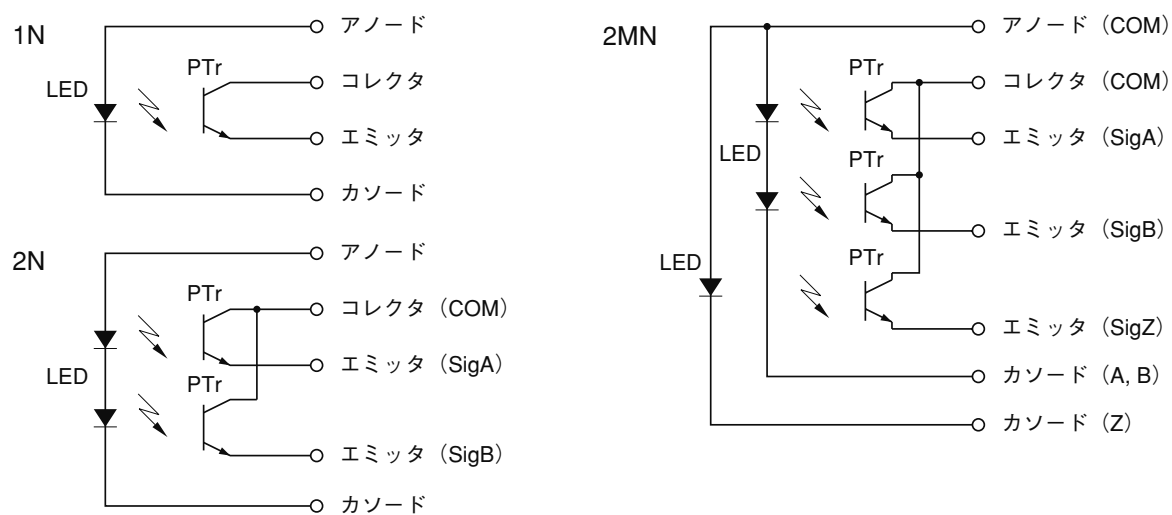 1N
アノード
LED
PTr
コレクタ
エミッタ
カソード
2N
アノード
PTr
コレクタ（COM）
LED
エミッタ（SigA）
PTr
エミッタ（SigB）
カソード
2MN
アノード（COM）
PTr
コレクタ（COM）
エミッタ（SigA）
LED
PTr
エミッタ（SigB）
LED
PTr
エミッタ（SigZ）
カソード（A, B）
カソード（Z）